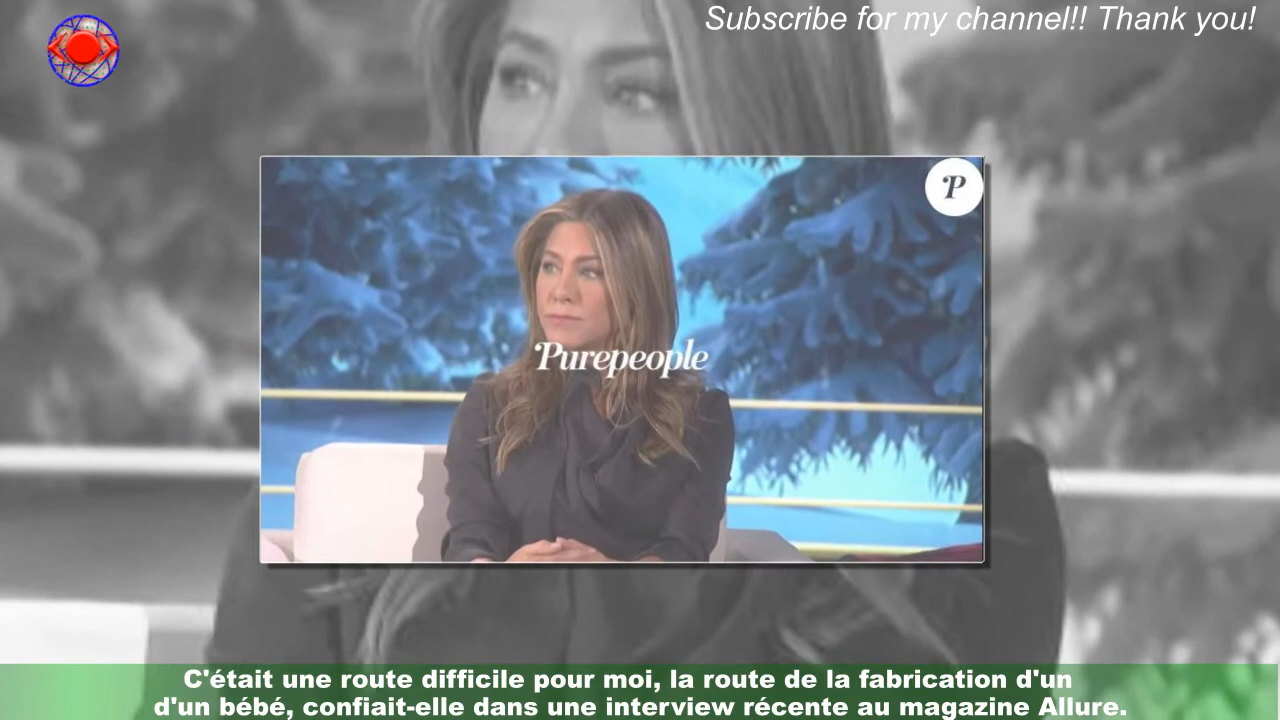 Subscribe for my channel!! Thank you!
P
Purepeople
C'était une route difficile pour moi, la route de la fabrication d'un
d'un bébé, confiait-elle dans une interview récente au magazine Allure.